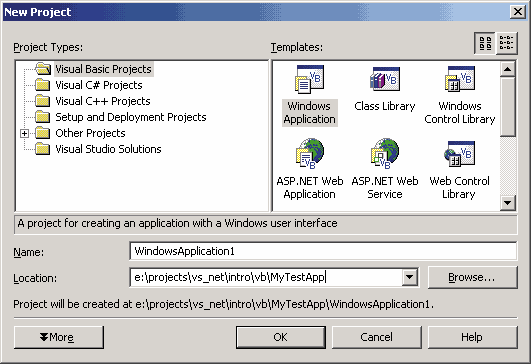 New Project
Project Types:
Templates:
Visual Basic Projects
Visual C# Projects
Visual C++ Projects
Setup and Deployment Projects
Other Projects
Visual Studio Solutions
Windows
Application
Class Library
Windows
Control Library
ASP.NET Web
Application
ASP.NET Web
Service
Web Control
Library
A project for creating an application with a Windows user interface
Name:
WindowsApplication1
Location:
e:\projects\vs_net\intro\vb\MyTestApp
Browse...
Project will be created at e:\projects\vs_net\intro\vb\MyTestApp\WindowsApplication1.
More
OK
Cancel
Help